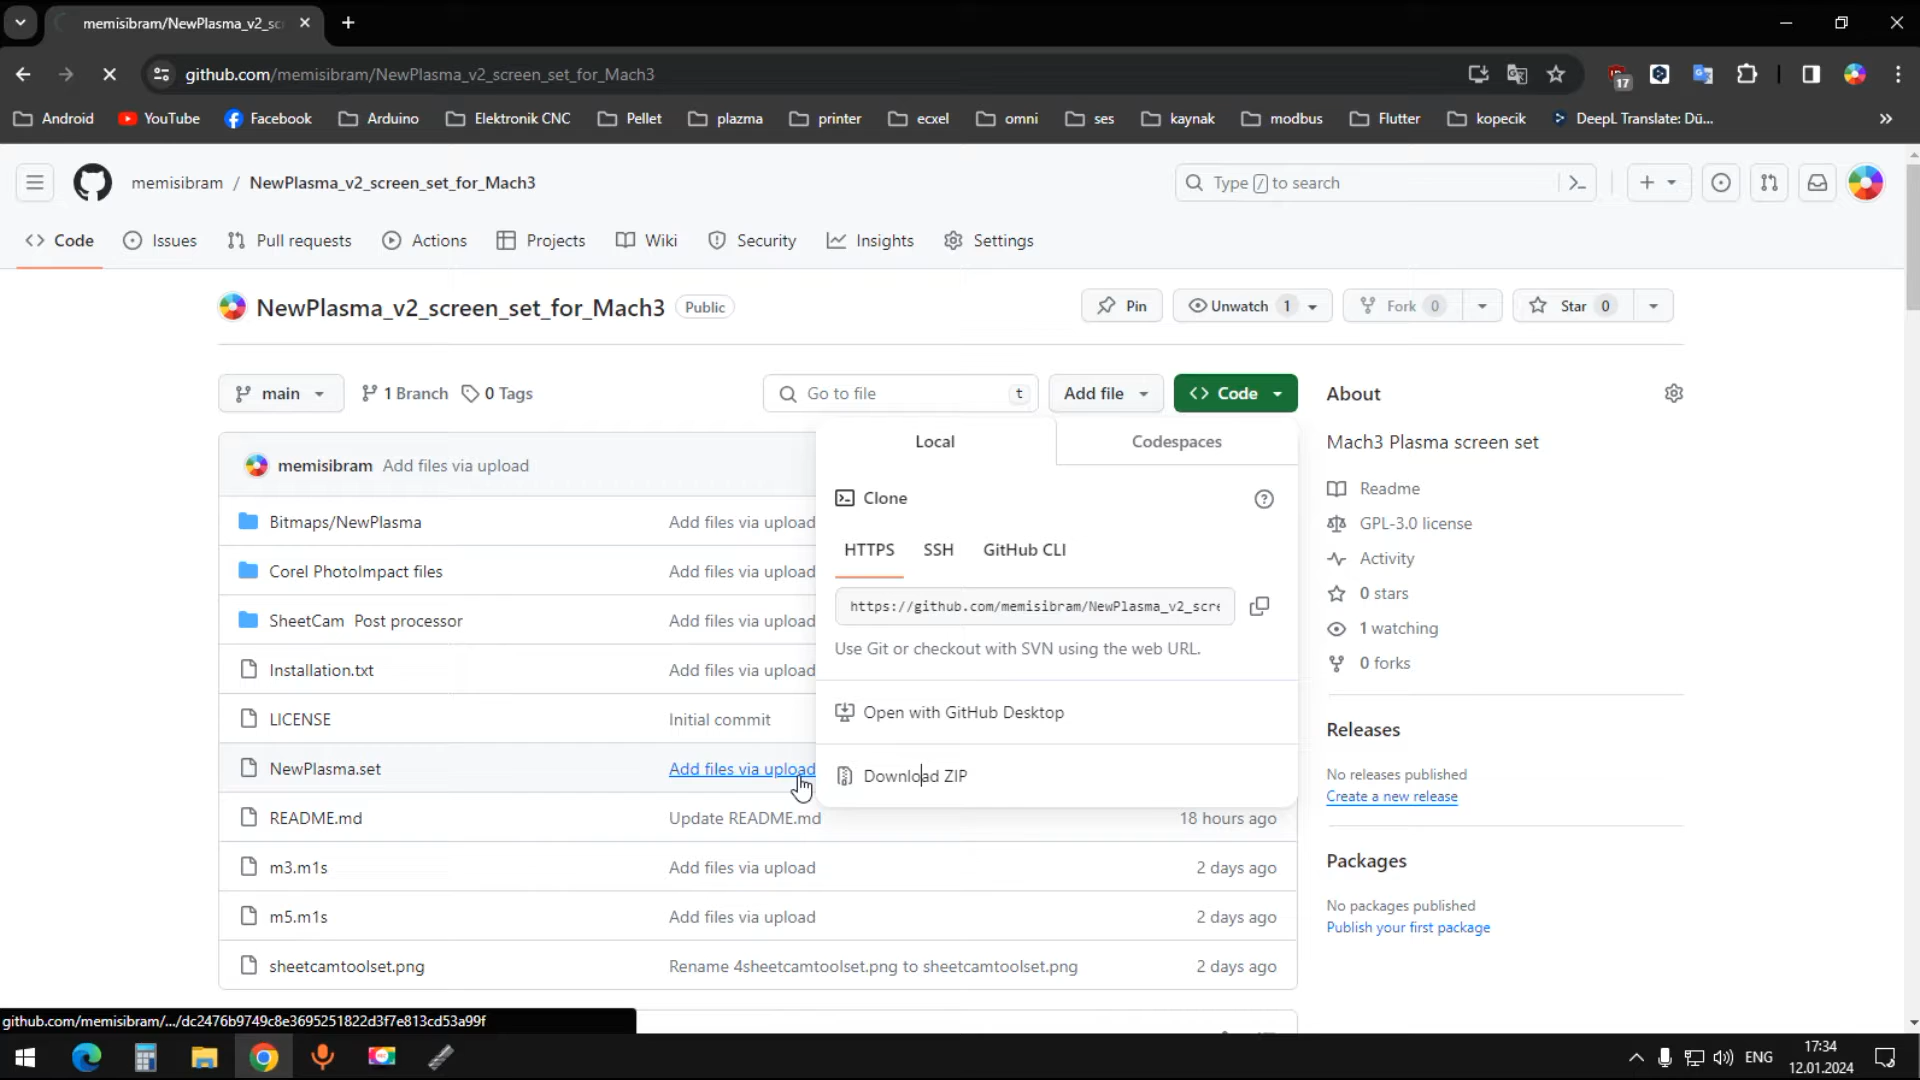 memisibram/NewPlasma_v2_sc
github.com/memisibram/NewPlasma_v2_screen_set_for_Mach3
17
Android
YouTube
Facebook
Arduino
Elektronik CNC
Pellet
plazma
printer
ecxel
omni
ses
kaynak
modbus
Flutter
kopecik
DeepL Translate: Dü...
memisibram / NewPlasma_v2_screen_set_for_Mach3
Type / to search
Code
Issues
Pull requests
Actions
Projects
Wiki
Security
Insights
Settings
NewPlasma_v2_screen_set_for_Mach3 Public
Pin
Unwatch 1
Fork 0
Star 0
main
1 Branch
0 Tags
Go to file t
Add file
Code
memisibram Add files via upload
Bitmaps/NewPlasma Add files via upload
Corel PhotoImpact files Add files via upload
SheetCam Post processor Add files via upload
Installation.txt Add files via upload
LICENSE Initial commit
NewPlasma.set Add files via upload
README.md Update README.md 18 hours ago
m3.m1s Add files via upload 2 days ago
m5.m1s Add files via upload 2 days ago
sheetcamtoolset.png Rename 4sheetcamtoolset.png to sheetcamtoolset.png 2 days ago
Local
Codespaces
Clone
HTTPS SSH GitHub CLI
https://github.com/memisibram/NewPlasma_v2_scre
Use Git or checkout with SVN using the web URL.
Open with GitHub Desktop
Download ZIP
About
Mach3 Plasma screen set
Readme
GPL-3.0 license
Activity
0 stars
1 watching
0 forks
Releases
No releases published
Create a new release
Packages
No packages published
Publish your first package
github.com/memisibram/.../dc2476b9749c8e3695251822d3f7e813cd53a99f
ENG
17:34
12.01.2024